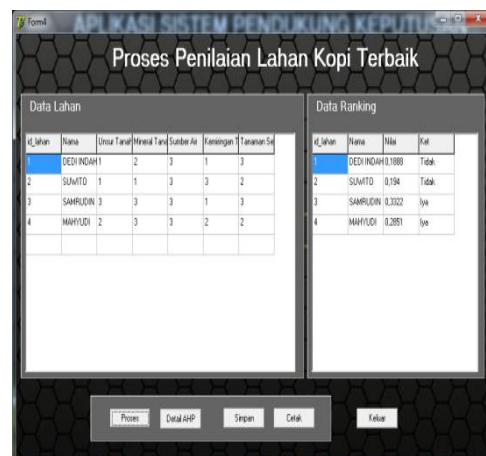 Form4
APLIKASI SISTEM PENDUKUNG KEPUTUSAN
Proses Penilaian Lahan Kopi Terbaik
Data Lahan
id_lahan Nama Unsur Tanah Mineral Tana Sumber Air Kemiringan T Tanaman Se
1 DEDI INDAH 1 2 3 1 3
2 SUWITO 1 1 3 3 2
3 SAMRUDIN 3 3 3 1 3
4 MAHYUDI 2 3 3 2 2
Data Ranking
id_lahan Nama Nilai Ket
1 DEDI INDAH 0,1888 Tidak
2 SUWITO 0,194 Tidak
3 SAMRUDIN 0,3322 Iya
4 MAHYUDI 0,2851 Iya
Proses Detail AHP Simpan Cetak Keluar